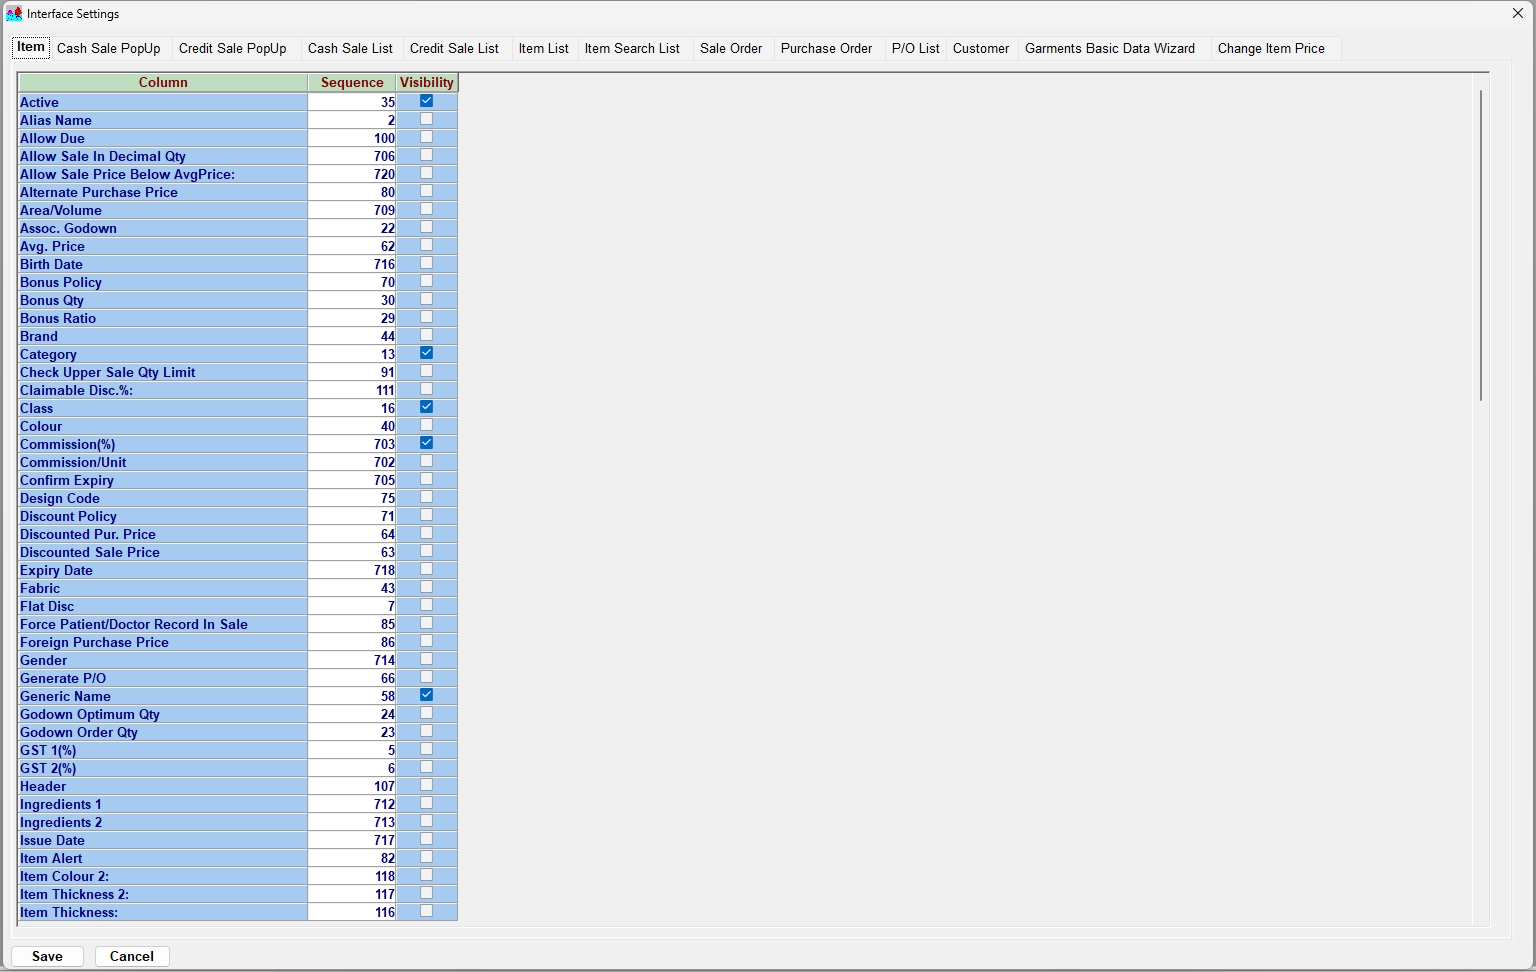 Interface Settings
Item Cash Sale PopUp Credit Sale PopUp Cash Sale List Credit Sale List Item List Item Search List Sale Order Purchase Order P/O List Customer Garments Basic Data Wizard Change Item Price
Column Sequence Visibility
Active 35
Alias Name 2
Allow Due 100
Allow Sale In Decimal Qty 706
Allow Sale Price Below AvgPrice: 720
Alternate Purchase Price 80
Area/Volume 709
Assoc. Godown 22
Avg. Price 62
Birth Date 716
Bonus Policy 70
Bonus Qty 30
Bonus Ratio 29
Brand 44
Category 13
Check Upper Sale Qty Limit 91
Claimable Disc.%: 111
Class 16
Colour 40
Commission(%) 703
Commission/Unit 702
Confirm Expiry 705
Design Code 75
Discount Policy 71
Discounted Pur. Price 64
Discounted Sale Price 63
Expiry Date 718
Fabric 43
Flat Disc 7
Force Patient/Doctor Record In Sale 85
Foreign Purchase Price 86
Gender 714
Generate P/O 66
Generic Name 58
Godown Optimum Qty 24
Godown Order Qty 23
GST 1(%) 5
GST 2(%) 6
Header 107
Ingredients 1 712
Ingredients 2 713
Issue Date 717
Item Alert 82
Item Colour 2: 118
Item Thickness 2: 117
Item Thickness: 116
Save Cancel